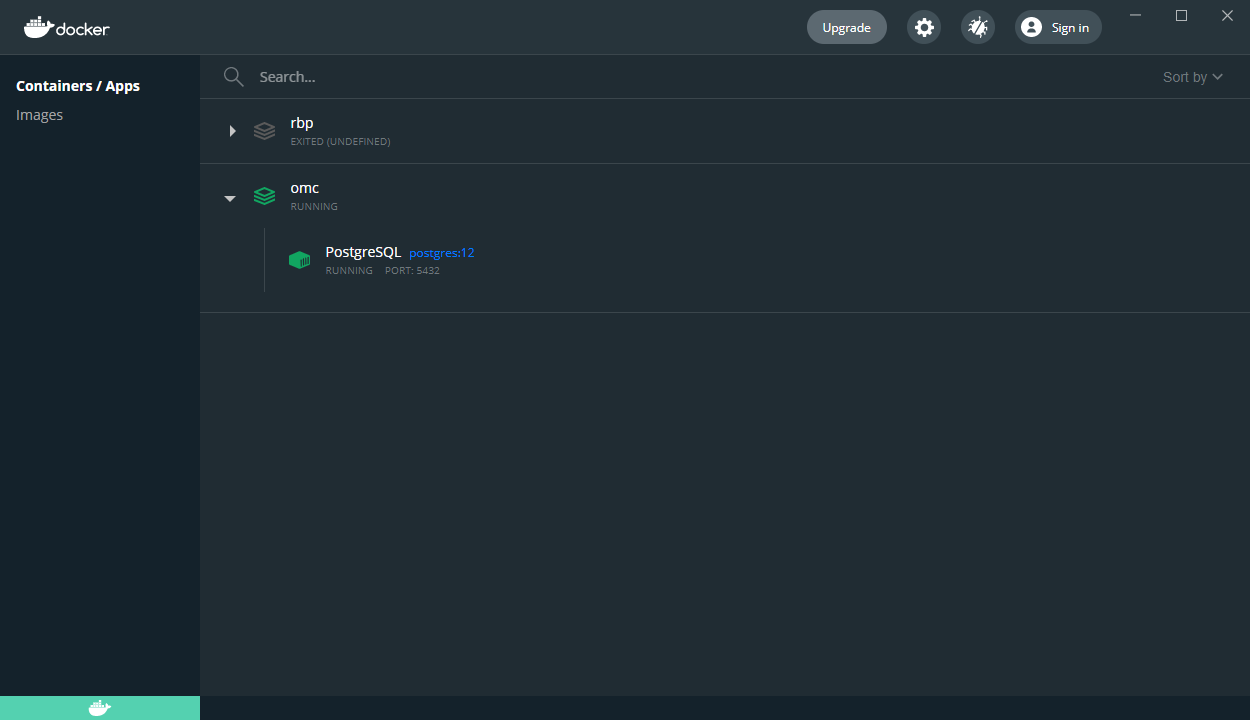 docker
Upgrade
Sign in
Containers / Apps
Images
Search...
Sort by
rbp
EXITED (UNDEFINED)
omc
RUNNING
PostgreSQL postgres:12
RUNNING PORT: 5432